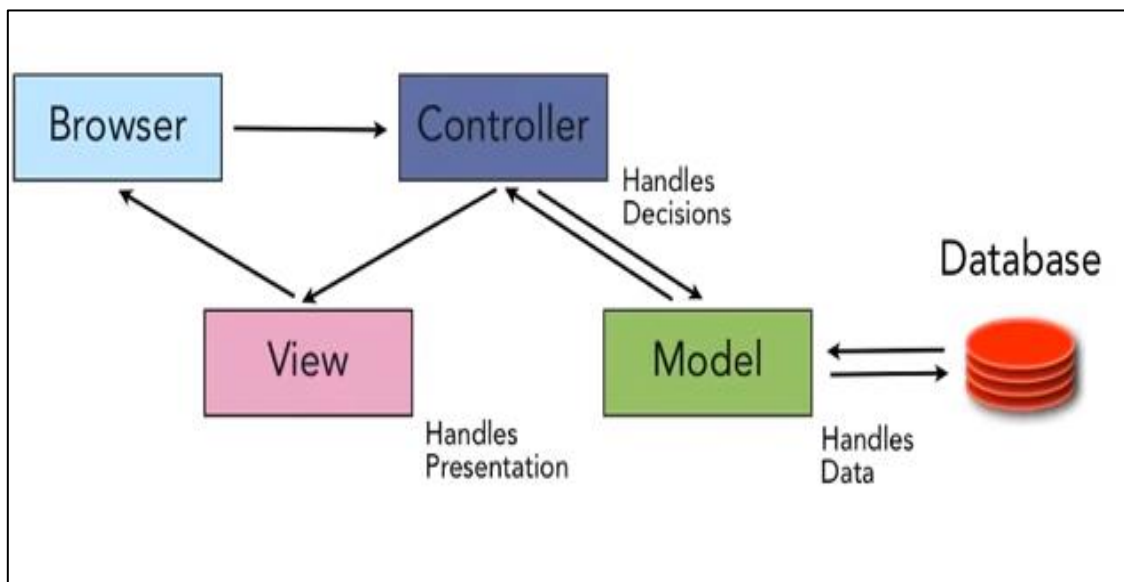 Browser
Controller
Handles
Decisions
Database
View
Model
Handles
Presentation
Handles
Data